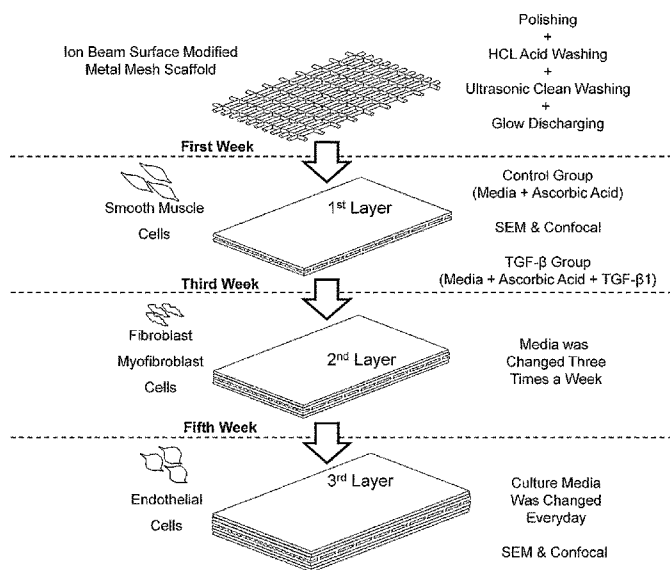 Ion Beam Surface Modified
Metal Mesh Scaffold
Polishing
+
HCL Acid Washing
+
Ultrasonic Clean Washing
+
Glow Discharging
First Week
Smooth Muscle
Cells
1st Layer
Control Group
(Media + Ascorbic Acid)
SEM & Confocal
TGF-β Group
(Media + Ascorbic Acid + TGF-β1)
Third Week
Fibroblast
Myofibroblast
Cells
2nd Layer
Media was
Changed Three
Times a Week
Fifth Week
Endothelial
Cells
3rd Layer
Culture Media
Was Changed
Everyday
SEM & Confocal